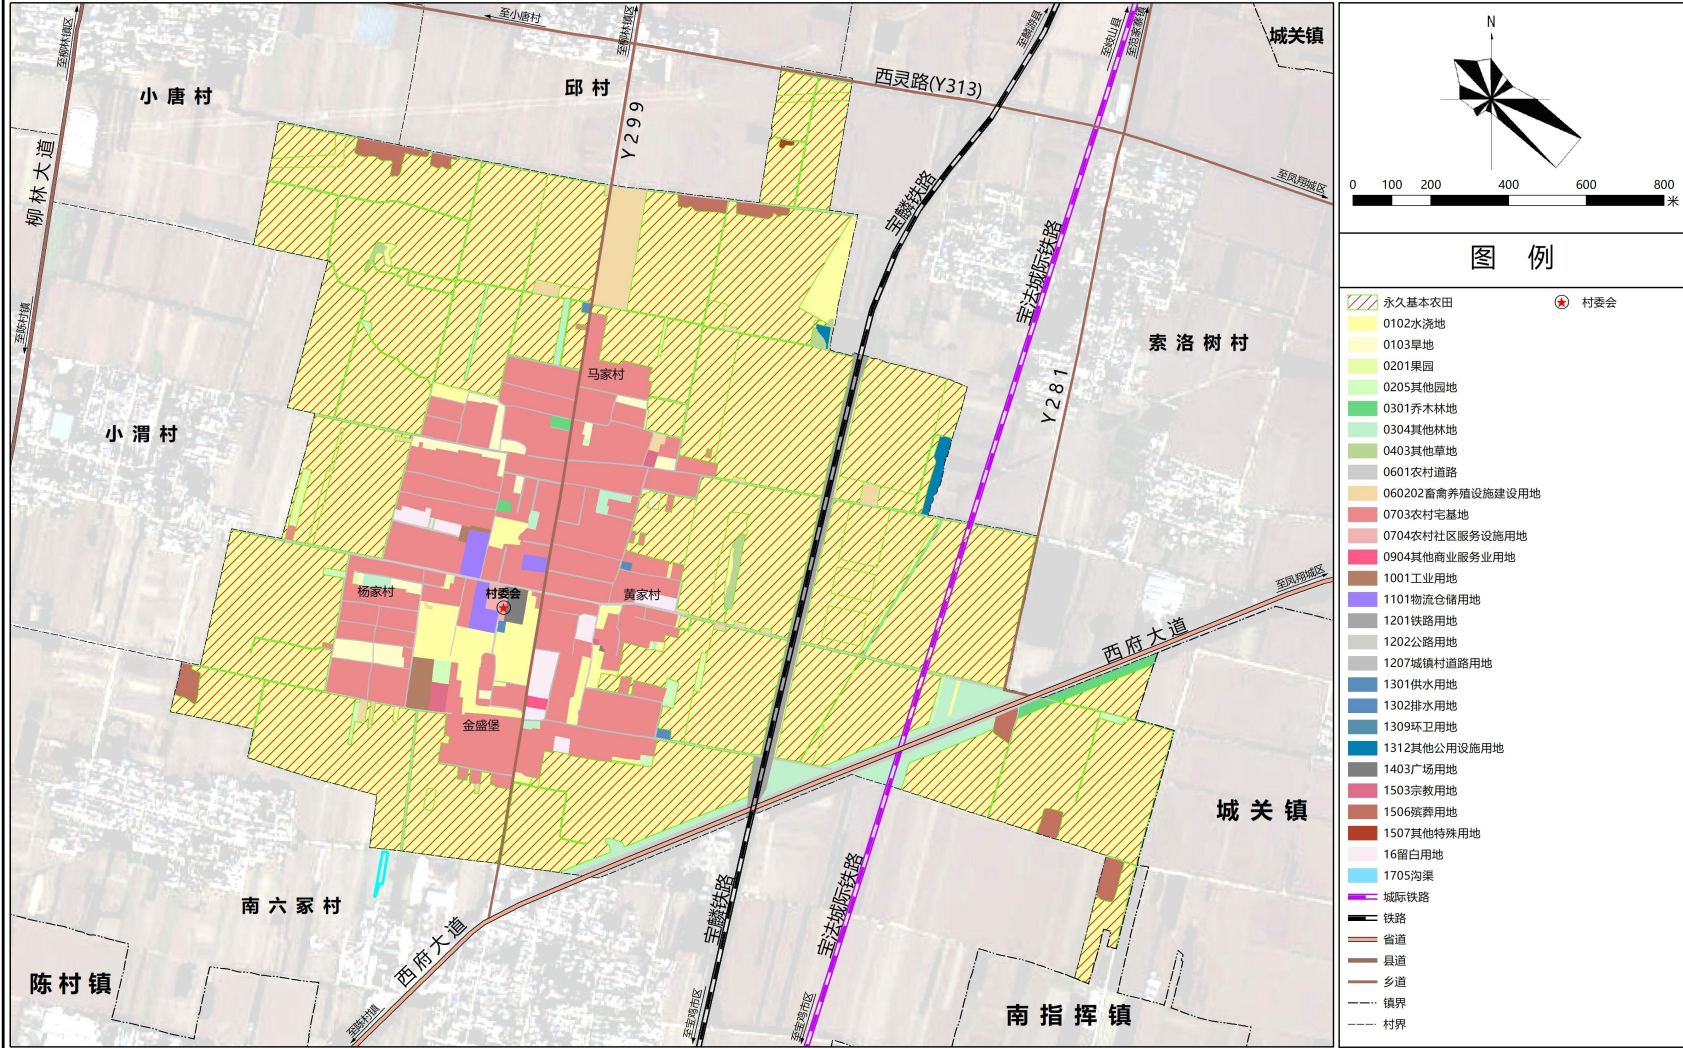 至小唐村
至柳林镇区
至柳林镇区
至麟游县
至岐山县
至范家寨镇
城关镇
小唐村
邱村
西灵路(Y313)
Y299
柳林大道
至凤翔城区
宝麟铁路
宝法城际铁路
至陈村镇
索洛树村
马家村
Y281
小渭村
杨家村
村委会
黄家村
至凤翔城区
西府大道
金盛堡
城关镇
南六冢村
宝麟铁路
宝法城际铁路
西府大道
陈村镇
至陈村镇
至宝鸡市区
至宝鸡市区
南指挥镇
N
0 100 200 400 600 800
米
图 例
永久基本农田
村委会
0102水浇地
0103旱地
0201果园
0205其他园地
0301乔木林地
0304其他林地
0403其他草地
0601农村道路
060202畜禽养殖设施建设用地
0703农村宅基地
0704农村社区服务设施用地
0904其他商业服务业用地
1001工业用地
1101物流仓储用地
1201铁路用地
1202公路用地
1207城镇村道路用地
1301供水用地
1302排水用地
1309环卫用地
1312其他公用设施用地
1403广场用地
1503宗教用地
1506殡葬用地
1507其他特殊用地
16留白用地
1705沟渠
城际铁路
铁路
省道
县道
乡道
镇界
村界